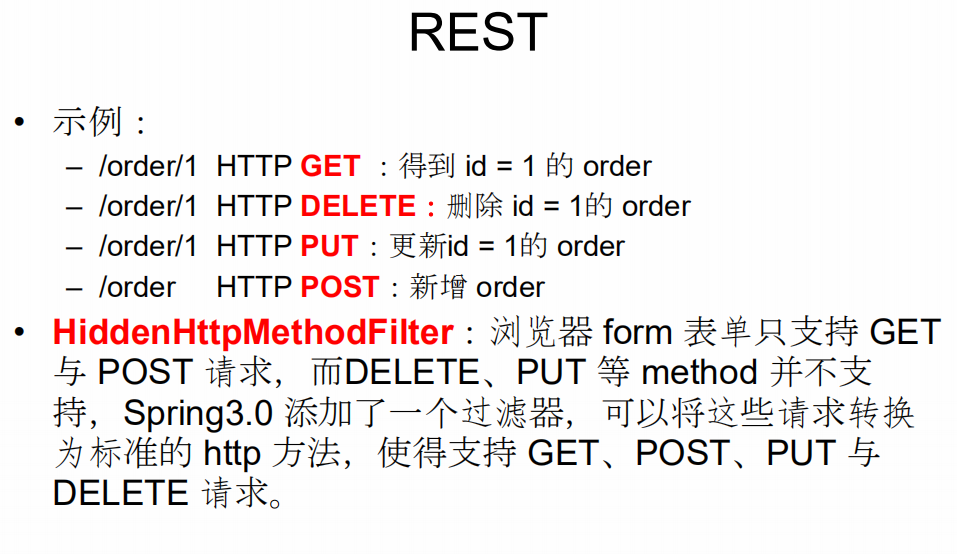 REST
• 示例：
– /order/1 HTTP GET ：得到 id = 1 的 order
– /order/1 HTTP DELETE：删除 id = 1的 order
– /order/1 HTTP PUT：更新id = 1的 order
– /order HTTP POST：新增 order
• HiddenHttpMethodFilter：浏览器 form 表单只支持 GET
与 POST 请求，而DELETE、PUT 等 method 并不支
持，Spring3.0 添加了一个过滤器，可以将这些请求转换
为标准的 http 方法，使得支持 GET、POST、PUT 与
DELETE 请求。